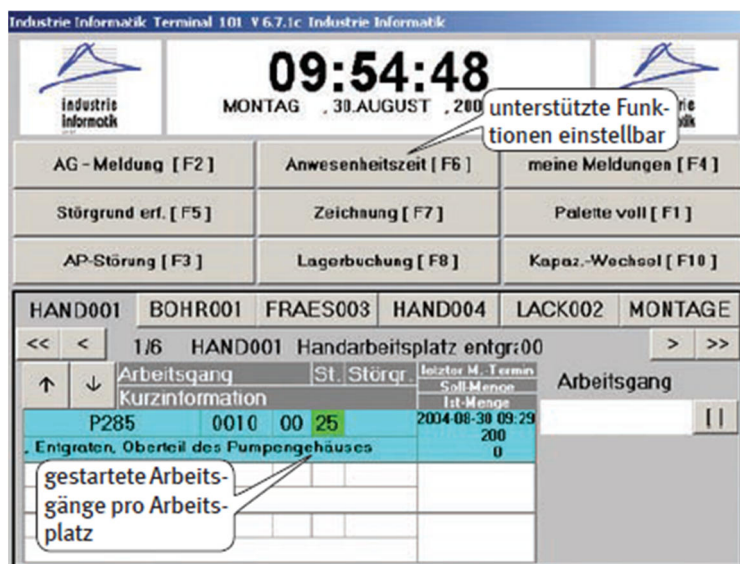 Industrie Informatik Terminal 101 V 6.7.1c Industrie Informatik
industrie
informatik
09:54:48
MONTAG , 30.AUGUST , 200
unterstützte Funk-
tionen einstellbar
AG - Meldung [ F2 ]
Anwesenheitszeit [ F6 ]
meine Meldungen [ F4 ]
Störgrund erf. [ F5 ]
Zeichnung [ F7 ]
Palette voll [ F1 ]
AP-Störung [ F3 ]
Lagerbuchung [ F8 ]
Kapaz.-Wechsel [ F10 ]
HAND001 BOHR001 FRAES003 HAND004 LACK002 MONTAGE
<< < 1/6 HAND001 Handarbeitsplatz entgra00 > >>
Arbeitsgang St. Störgr. letzter M.-Termin
Soll-Menge
Kurzinformation
Ist-Menge
Arbeitsgang
[ ]
P285 0010 00 25 2004-08-30 09:29
200
, Entgraten, Oberteil des Pumpengehäuses 0
gestartete Arbeits-
gänge pro Arbeits-
platz